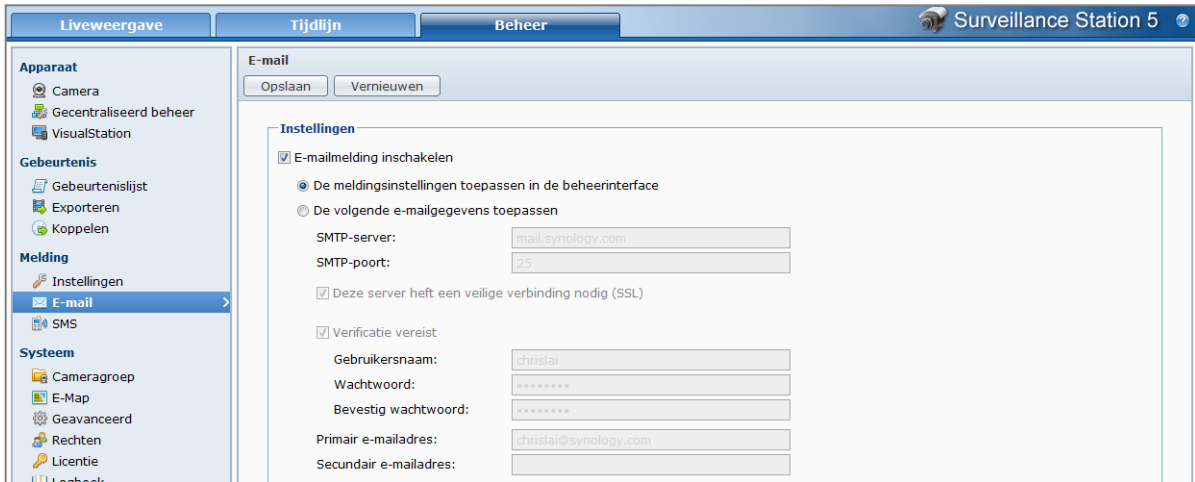 Liveweergave
Tijdlijn
Beheer
Surveillance Station 5
?
Apparaat
Camera
Gecentraliseerd beheer
VisualStation
Gebeurtenis
Gebeurtenislijst
Exporteren
Koppelen
Melding
Instellingen
E-mail
SMS
Systeem
Cameragroep
E-Map
Geavanceerd
Rechten
Licentie
Logboek
E-mail
Opslaan
Vernieuwen
Instellingen
E-mailmelding inschakelen
De meldingsinstellingen toepassen in de beheerinterface
De volgende e-mailgegevens toepassen
SMTP-server: mail.synology.com
SMTP-poort: 25
Deze server heft een veilige verbinding nodig (SSL)
Verificatie vereist
Gebruikersnaam: chrislai
Wachtwoord: ••••••••
Bevestig wachtwoord: ••••••••
Primair e-mailadres: chrislai@synology.com
Secundair e-mailadres: